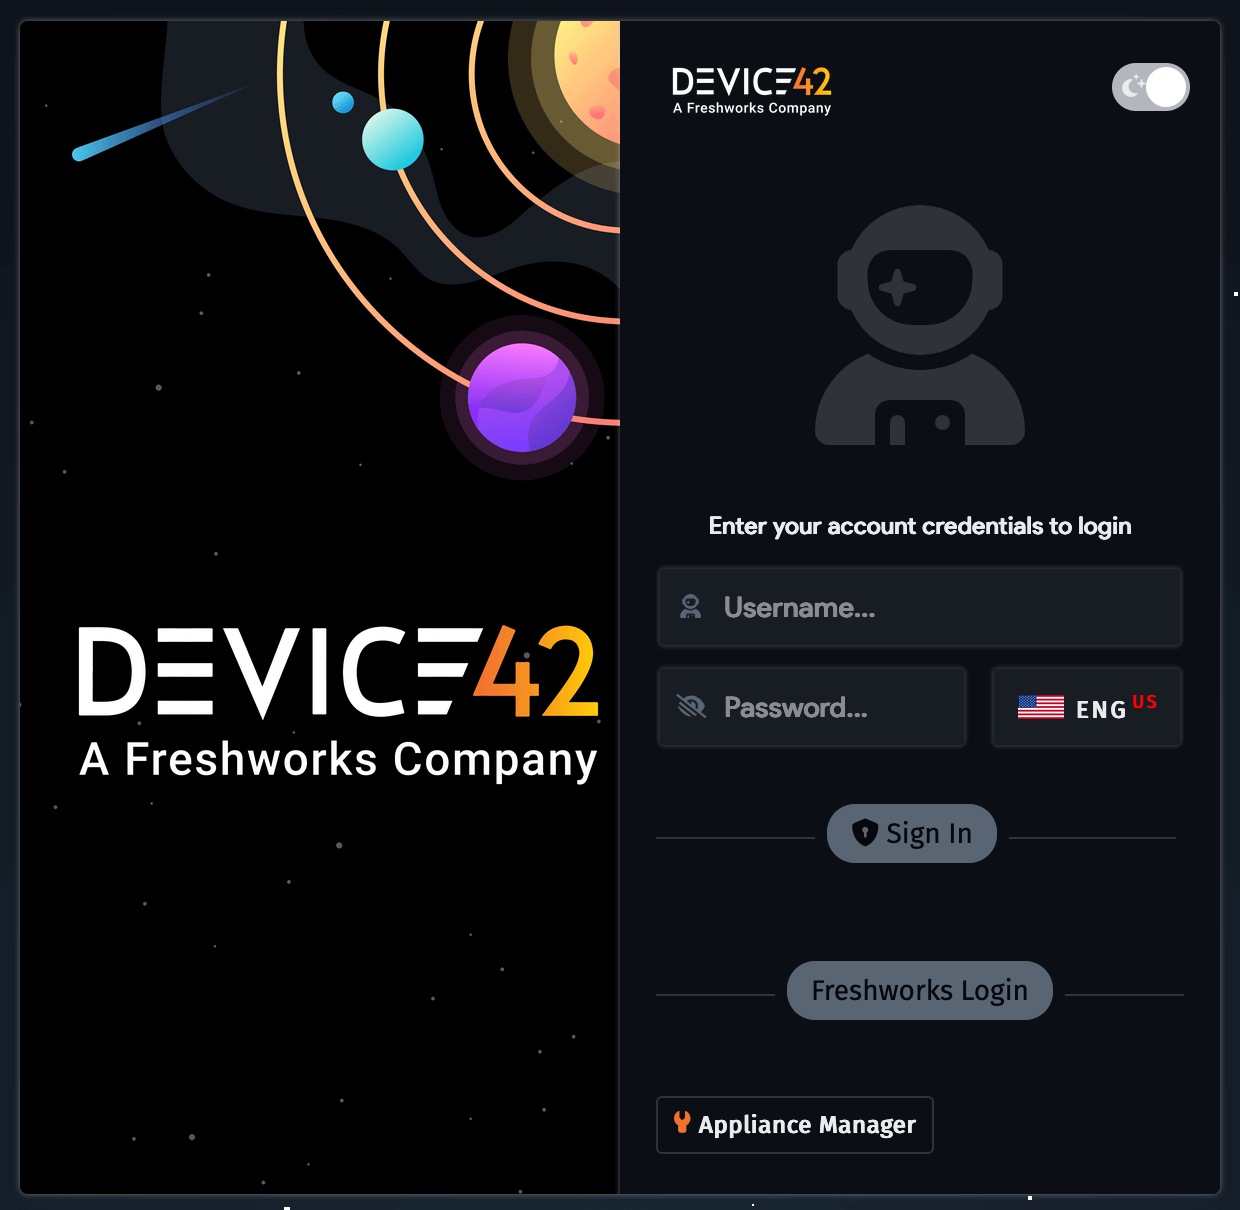 DEVICE42
A Freshworks Company
DEVICE42
A Freshworks Company
Enter your account credentials to login
Username...
Password...
ENG US
Sign In
Freshworks Login
Appliance Manager